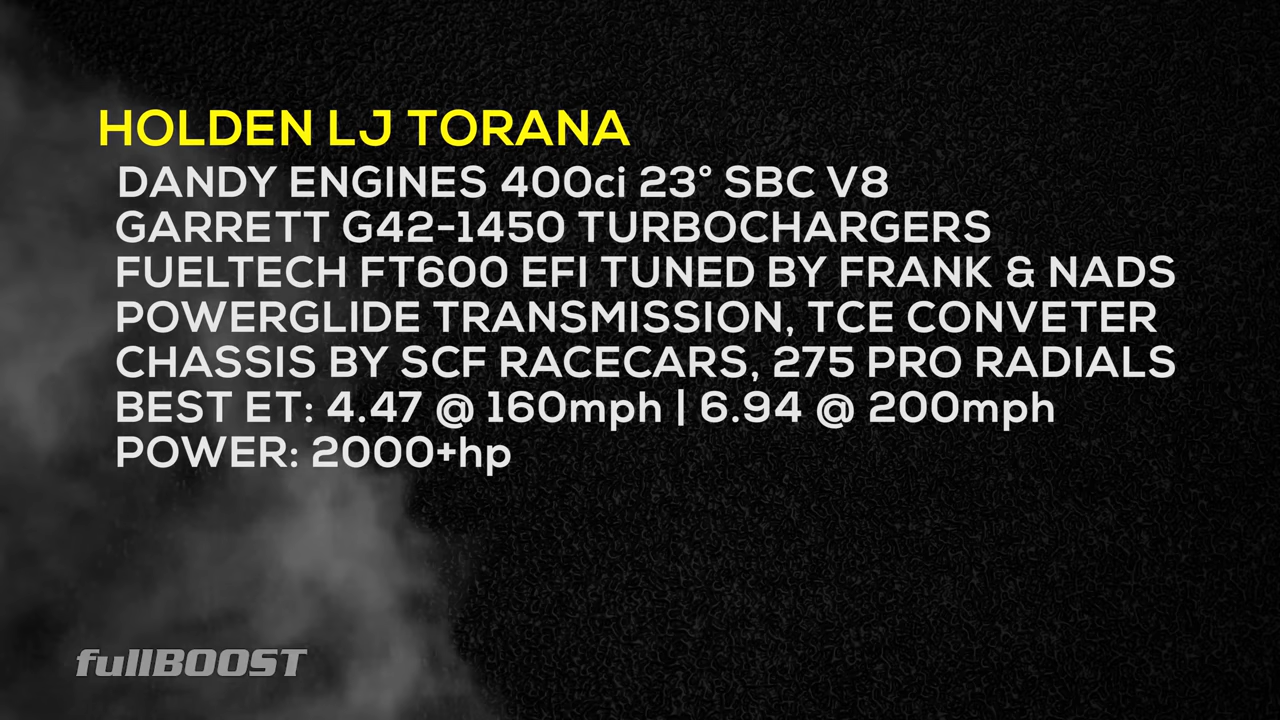 HOLDEN LJ TORANA
DANDY ENGINES 400ci 23° SBC V8
GARRETT G42-1450 TURBOCHARGERS
FUELTECH FT600 EFI TUNED BY FRANK & NADS
POWERGLIDE TRANSMISSION, TCE CONVETER
CHASSIS BY SCF RACECARS, 275 PRO RADIALS
BEST ET: 4.47 @ 160mph | 6.94 @ 200mph
POWER: 2000+hp
fullBOOST